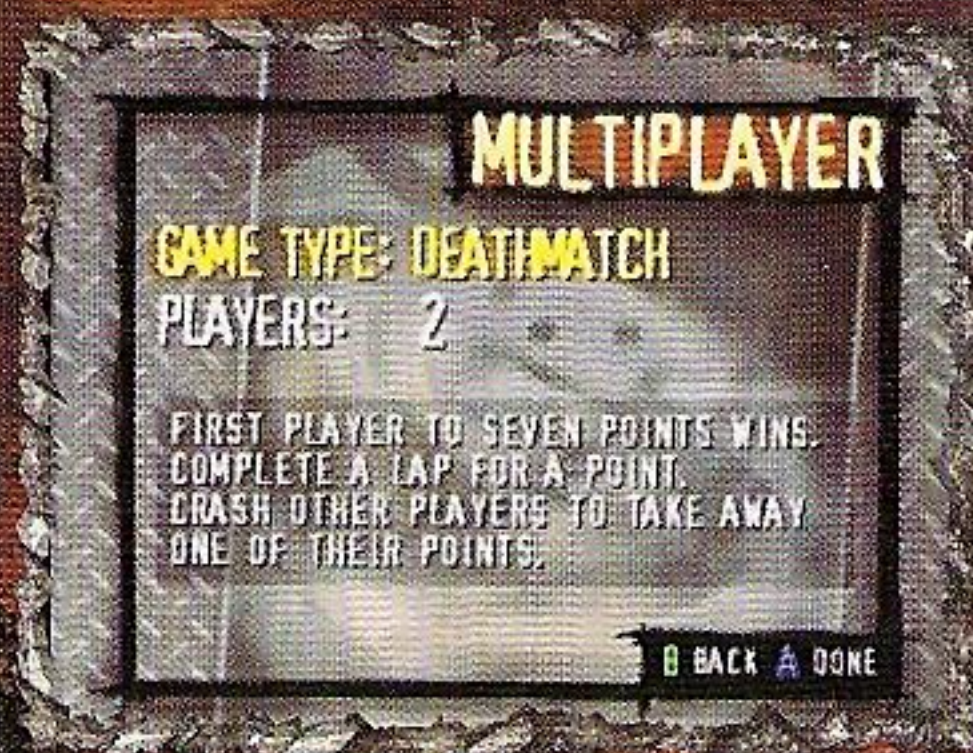 MULTIPLAYER
GAME TYPE: DEATHMATCH
PLAYERS: 2
FIRST PLAYER TO SEVEN POINTS WINS.
COMPLETE A LAP FOR A POINT.
CRASH OTHER PLAYERS TO TAKE AWAY
ONE OF THEIR POINTS.
B BACK A DONE